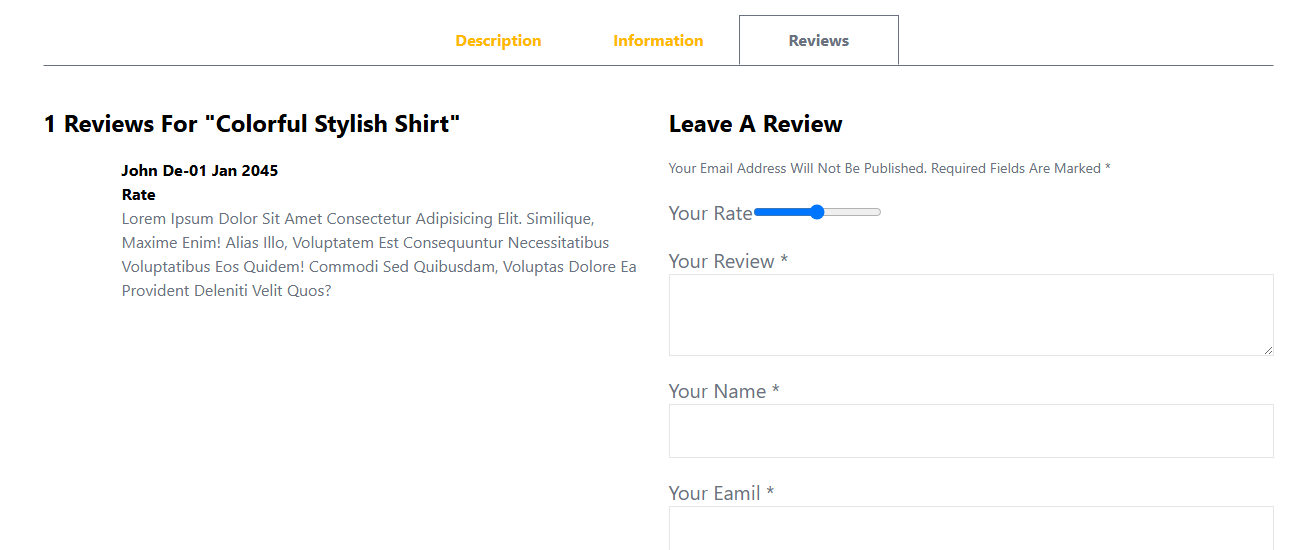 Description Information Reviews
1 Reviews For "Colorful Stylish Shirt"
John De-01 Jan 2045
Rate
Lorem Ipsum Dolor Sit Amet Consectetur Adipisicing Elit. Similique,
Maxime Enim! Alias Illo, Voluptatem Est Consequuntur Necessitatibus
Voluptatibus Eos Quidem! Commodi Sed Quibusdam, Voluptas Dolore Ea
Provident Deleniti Velit Quos?
Leave A Review
Your Email Address Will Not Be Published. Required Fields Are Marked *
Your Rate
Your Review *
Your Name *
Your Eamil *